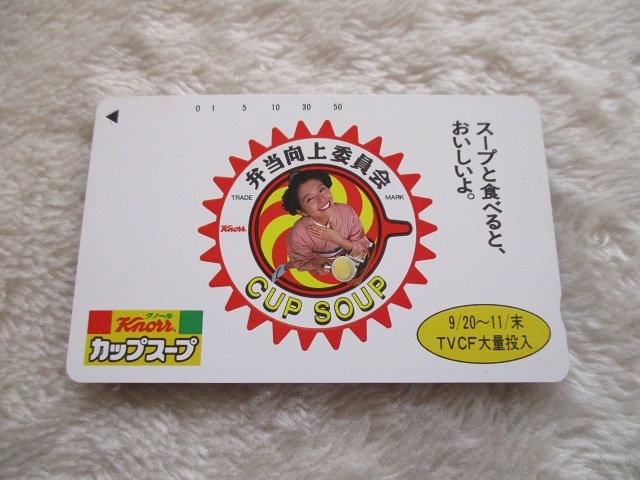 0 1 5 10 30 50
弁当向上委員会
TRADE MARK
Knorr
CUP SOUP
スープと食べると、
おいしいよ。
クノール
Knorr
カップスープ
9/20〜11/末
TVCF大量投入